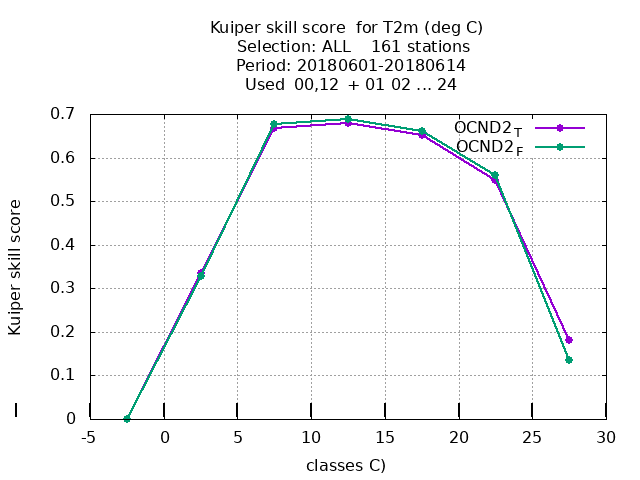 Kuiper skill score for T2m (deg C)
Selection: ALL 161 stations
Period: 20180601-20180614
Used 00,12 + 01 02 ... 24
OCND2T
OCND2F
0.7
0.6
0.5
0.4
0.3
0.2
0.1
0
Kuiper skill score
-5 0 5 10 15 20 25 30
classes C)